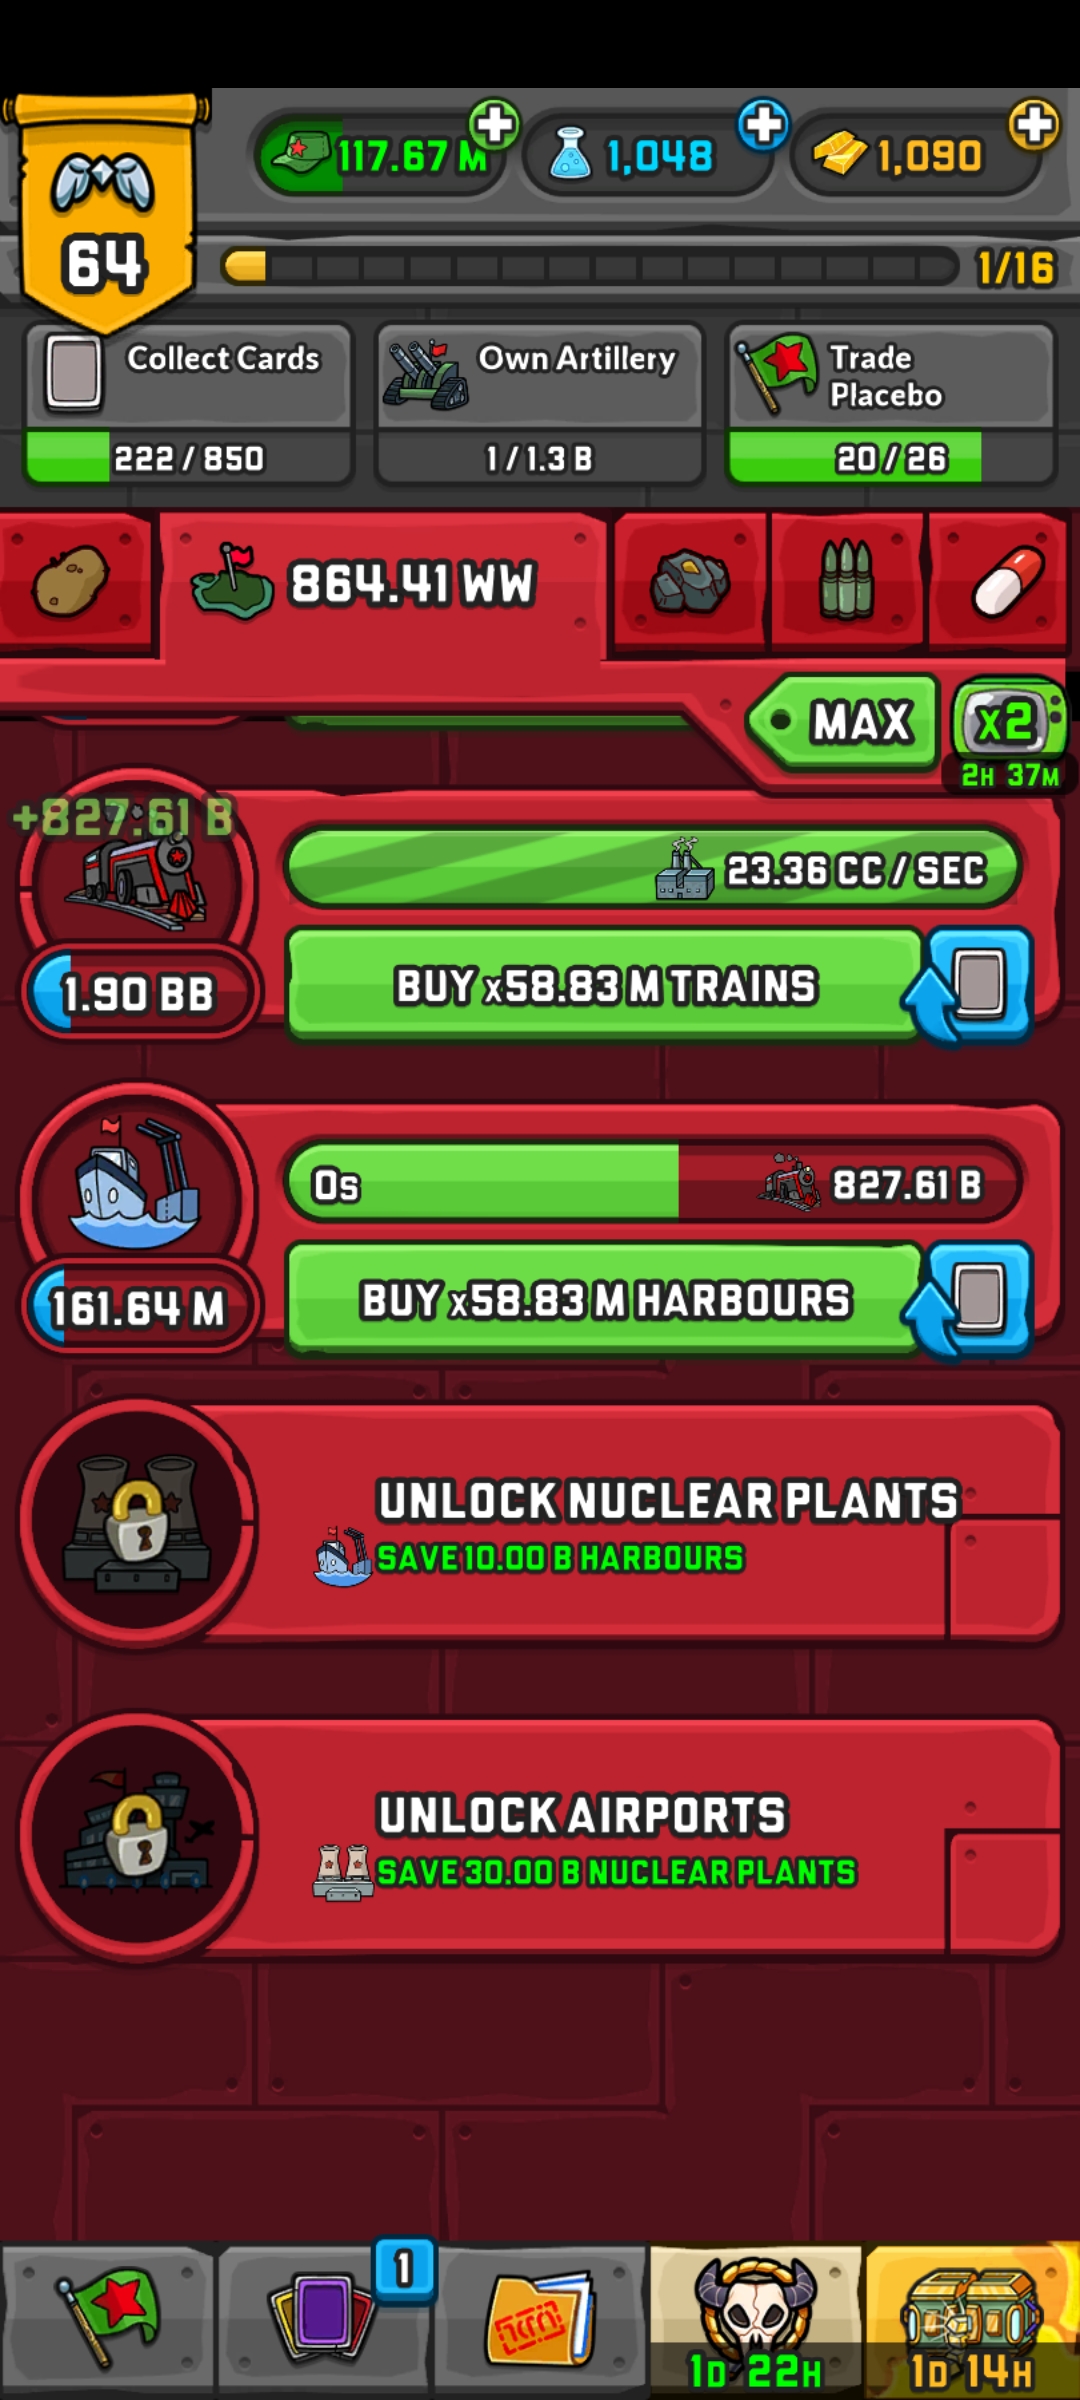 117.67 M
1,048
1,090
64
1/16
Collect Cards
Own Artillery
Trade
Placebo
222 / 850
1 / 1.3 B
20 / 26
864.41 WW
MAX
x2
2H 37M
+827.61 B
23.36 CC / SEC
1.90 BB
BUY x58.83 M TRAINS
0s
827.61 B
161.64 M
BUY x58.83 M HARBOURS
UNLOCK NUCLEAR PLANTS
SAVE 10.00 B HARBOURS
UNLOCK AIRPORTS
SAVE 30.00 B NUCLEAR PLANTS
1
1D 22H
1D 14H